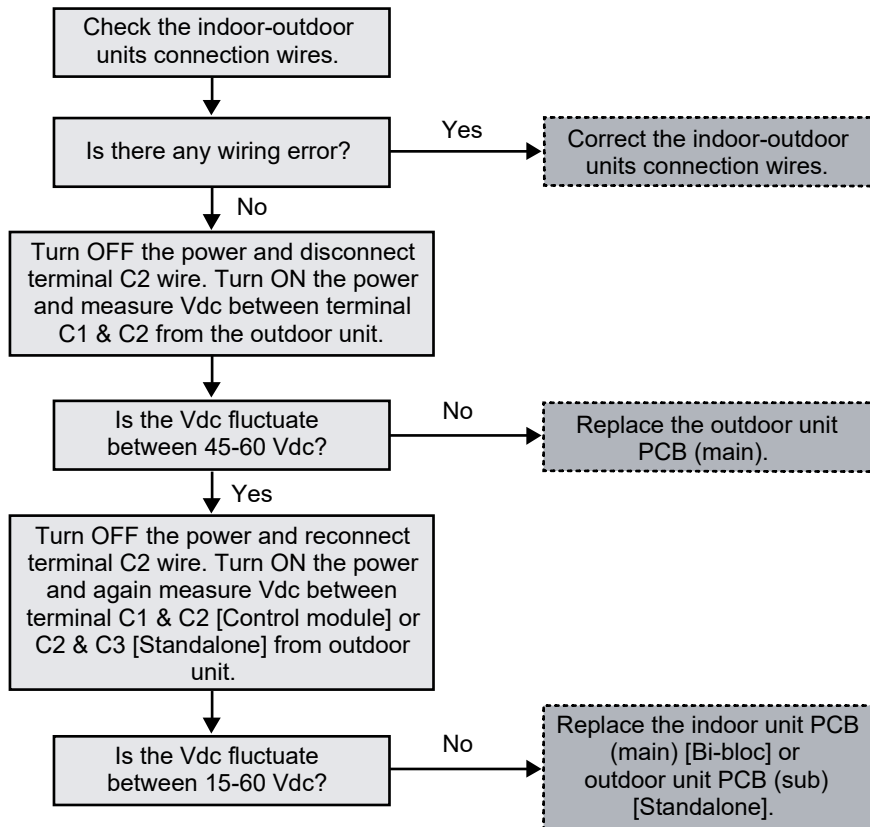 Check the indoor-outdoor
units connection wires.
Is there any wiring error?
Yes
Correct the indoor-outdoor
units connection wires.
No
Turn OFF the power and disconnect
terminal C2 wire. Turn ON the power
and measure Vdc between terminal
C1 & C2 from the outdoor unit.
Is the Vdc fluctuate
between 45-60 Vdc?
No
Replace the outdoor unit
PCB (main).
Yes
Turn OFF the power and reconnect
terminal C2 wire. Turn ON the power
and again measure Vdc between
terminal C1 & C2 [Control module] or
C2 & C3 [Standalone] from outdoor
unit.
Is the Vdc fluctuate
between 15-60 Vdc?
No
Replace the indoor unit PCB
(main) [Bi-bloc] or
outdoor unit PCB (sub)
[Standalone].